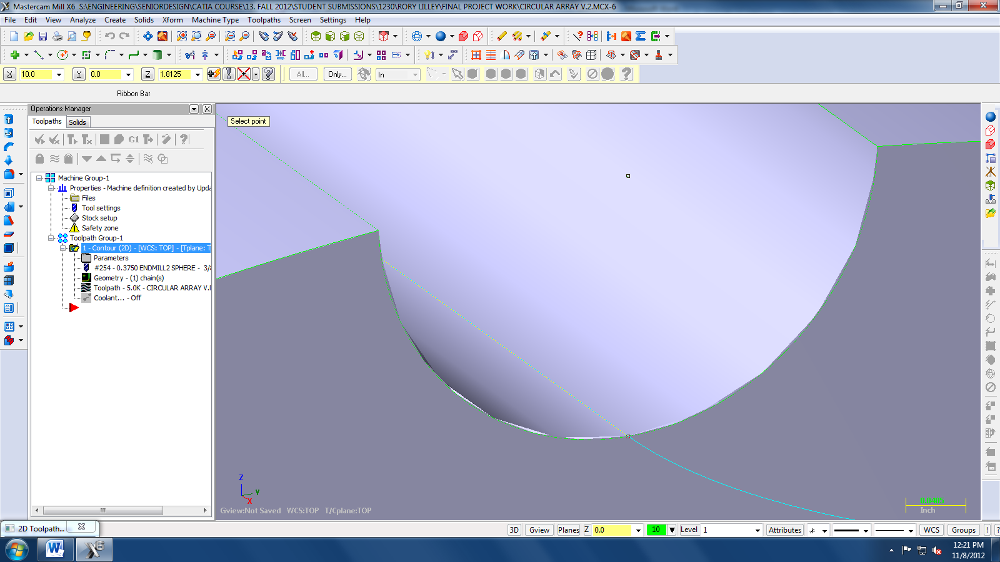 Mastercam Mill X6 S:\ENGINEERING\SENIORDESIGN\CATIA COURSE\13. FALL 2012\STUDENT SUBMISSIONS\1230\RORY LILLEY\FINAL PROJECT WORK\CIRCULAR ARRAY V.2.MCX-6
File Edit View Analyze Create Solids Xform Machine Type Toolpaths Screen Settings Help
X 10.0 Y 0.0 Z 1.8125 All... Only... In
Ribbon Bar
Operations Manager
Toolpaths Solids
Select point
G1
Machine Group-1
Properties - Machine definition created by Upda
Files
Tool settings
Stock setup
Safety zone
Toolpath Group-1
1 - Contour (2D) - [WCS: TOP] - [Tplane: T
Parameters
#254 - 0.3750 ENDMILL2 SPHERE - 3/
Geometry - (1) chain(s)
Toolpath - 5.0K - CIRCULAR ARRAY V.
Coolant... - Off
Z
Y
X
Gview:Not Saved WCS:TOP T/Cplane:TOP
Inch
2D Toolpath...
3D Gview Planes Z 0.0 10 Level 1 Attributes WCS Groups ! ?
12:21 PM
11/8/2012